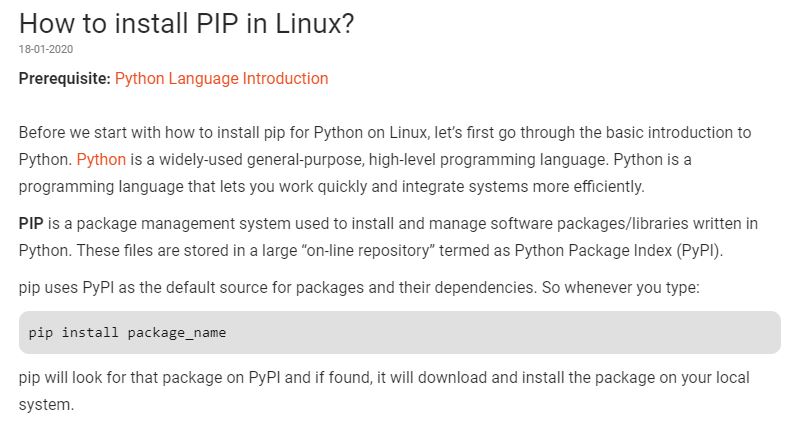 How to install PIP in Linux?
18-01-2020
Prerequisite: Python Language Introduction
Before we start with how to install pip for Python on Linux, let’s first go through the basic introduction to
Python. Python is a widely-used general-purpose, high-level programming language. Python is a
programming language that lets you work quickly and integrate systems more efficiently.
PIP is a package management system used to install and manage software packages/libraries written in
Python. These files are stored in a large “on-line repository” termed as Python Package Index (PyPI).
pip uses PyPI as the default source for packages and their dependencies. So whenever you type:
pip install package_name
pip will look for that package on PyPI and if found, it will download and install the package on your local
system.